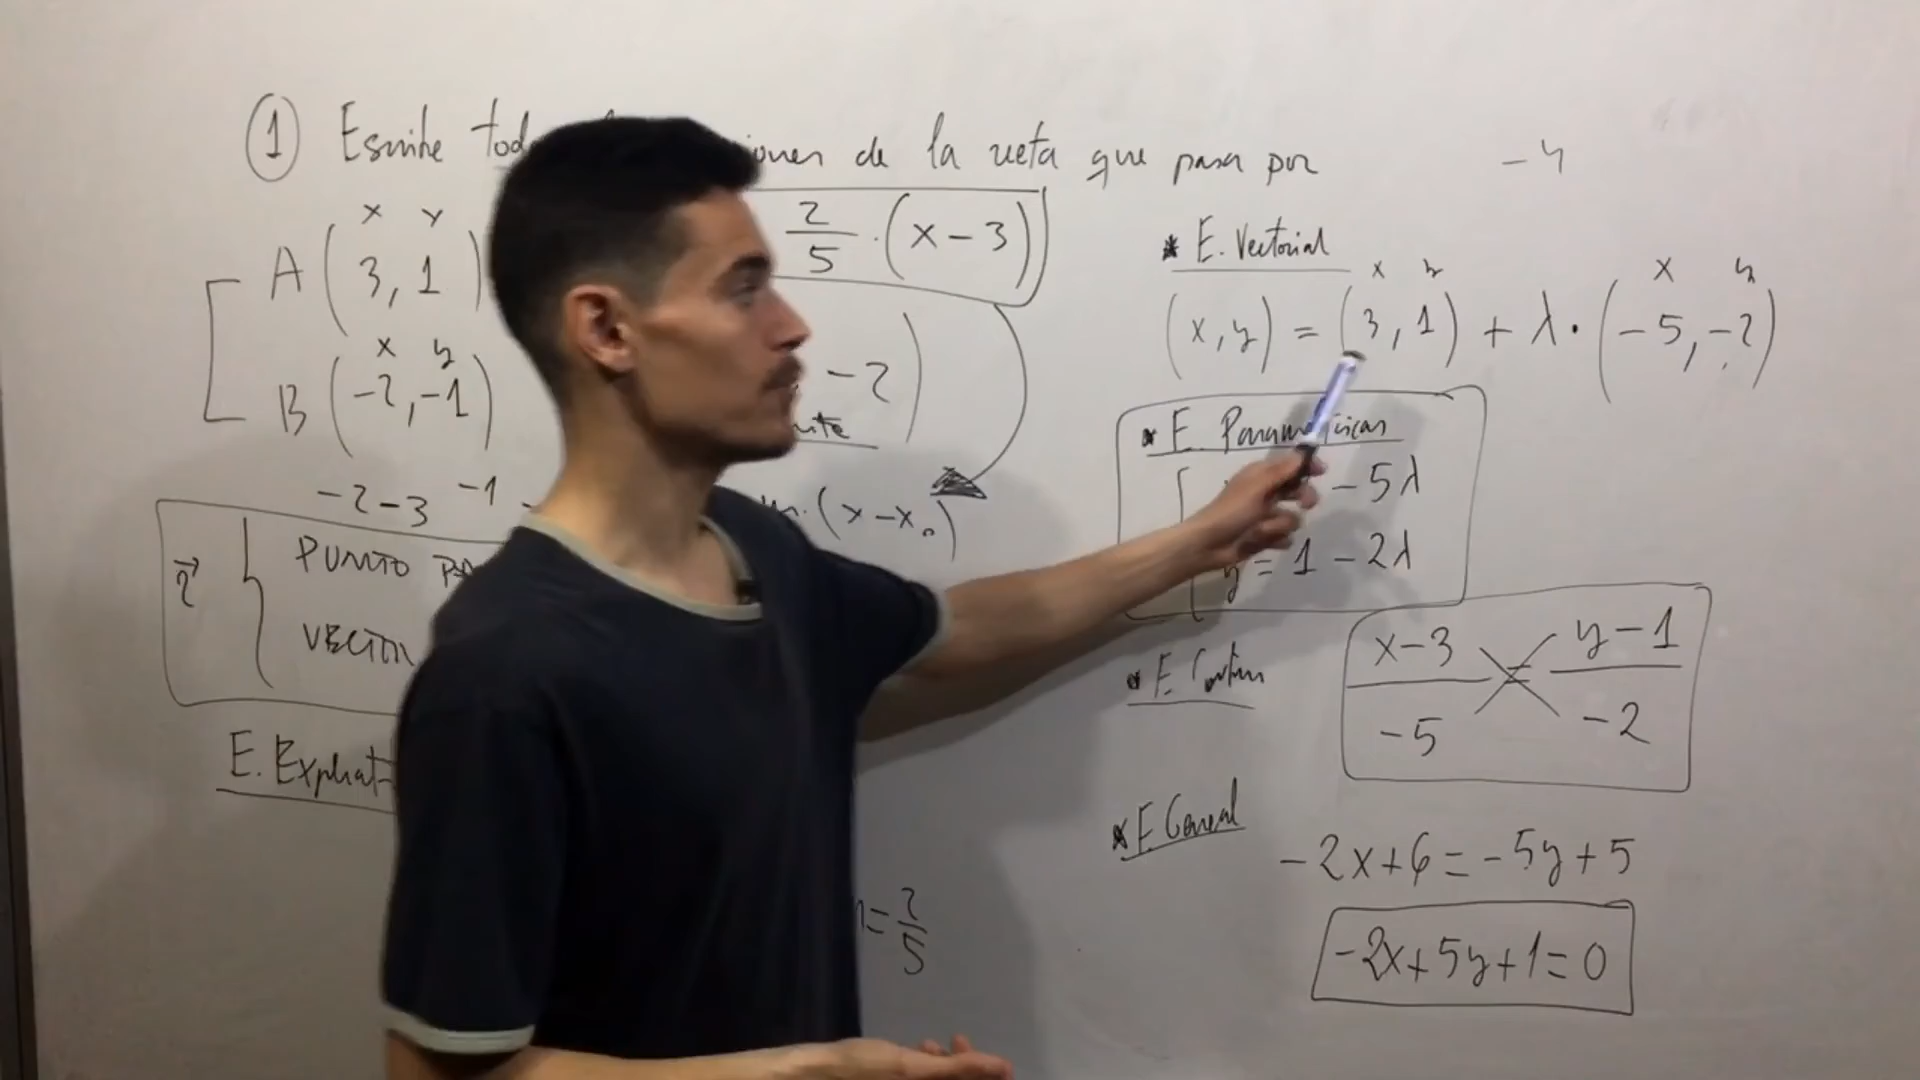 ① Escribe tod ciones de la recta que pasa por
-4
x y
A (3, 1)
x y
B (-2, -1)
2/5 · (x-3)
-2)
-2-3 -1
m·(x-x₀)
PUNTO
VECTOR
E. Explícit
= 2/5
* E. Vectorial
x y x y
(x, y) = (3, 1) + λ · (-5, -2)
* E. Paramétricas
-5λ
y = 1 - 2λ
* E. Continua
x-3 / -5 = y-1 / -2
* E. General
-2x+6 = -5y+5
-2x+5y+1=0